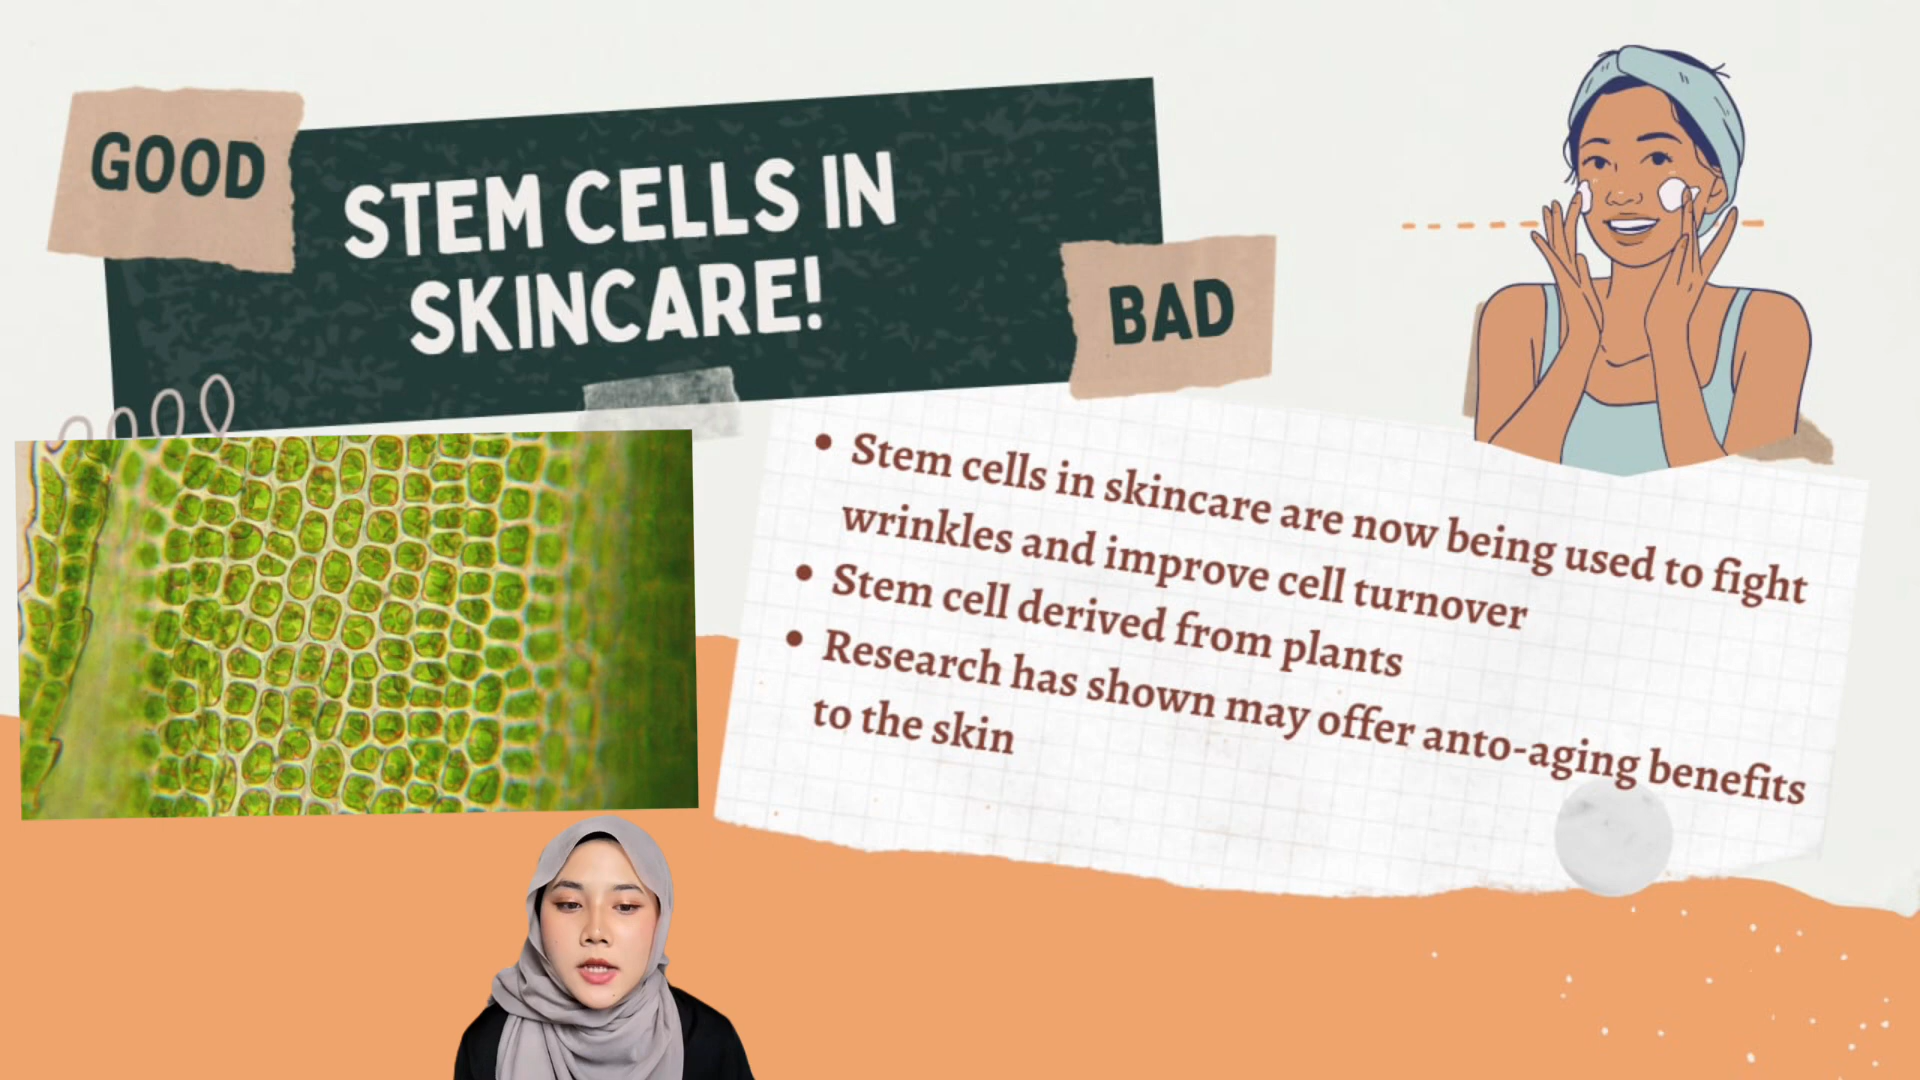 GOOD
STEM CELLS IN
SKINCARE!
BAD
• Stem cells in skincare are now being used to fight
wrinkles and improve cell turnover
• Stem cell derived from plants
• Research has shown may offer anto-aging benefits
to the skin